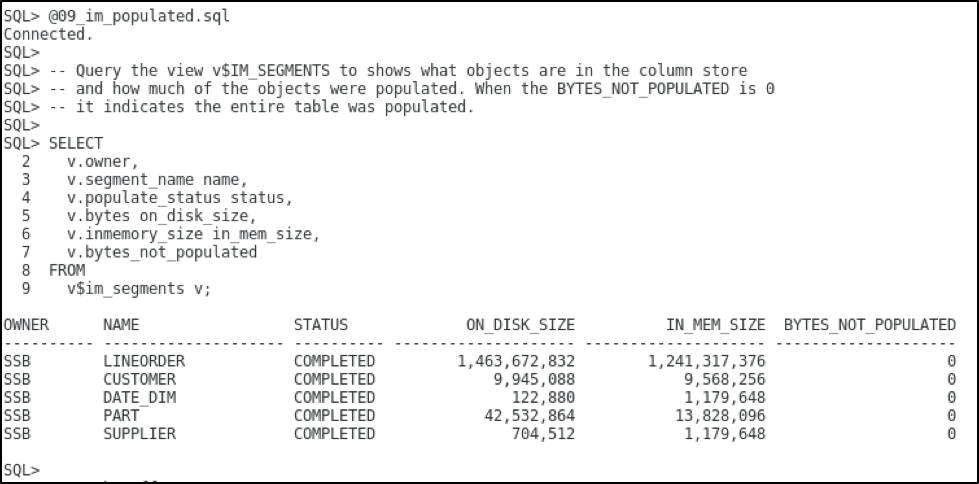 SQL> @09_im_populated.sql
Connected.
SQL>
SQL> -- Query the view v$IM_SEGMENTS to shows what objects are in the column store
SQL> -- and how much of the objects were populated. When the BYTES_NOT_POPULATED is 0
SQL> -- it indicates the entire table was populated.
SQL>
SQL> SELECT
  2    v.owner,
  3    v.segment_name name,
  4    v.populate_status status,
  5    v.bytes on_disk_size,
  6    v.inmemory_size in_mem_size,
  7    v.bytes_not_populated
  8  FROM
  9    v$im_segments v;
OWNER      NAME                 STATUS             ON_DISK_SIZE          IN_MEM_SIZE  BYTES_NOT_POPULATED
---------- -------------------- ---------- -------------------- -------------------- --------------------
SSB        LINEORDER            COMPLETED         1,463,672,832        1,241,317,376                    0
SSB        CUSTOMER             COMPLETED             9,945,088            9,568,256                    0
SSB        DATE_DIM             COMPLETED               122,880            1,179,648                    0
SSB        PART                 COMPLETED            42,532,864           13,828,096                    0
SSB        SUPPLIER             COMPLETED               704,512            1,179,648                    0
SQL>